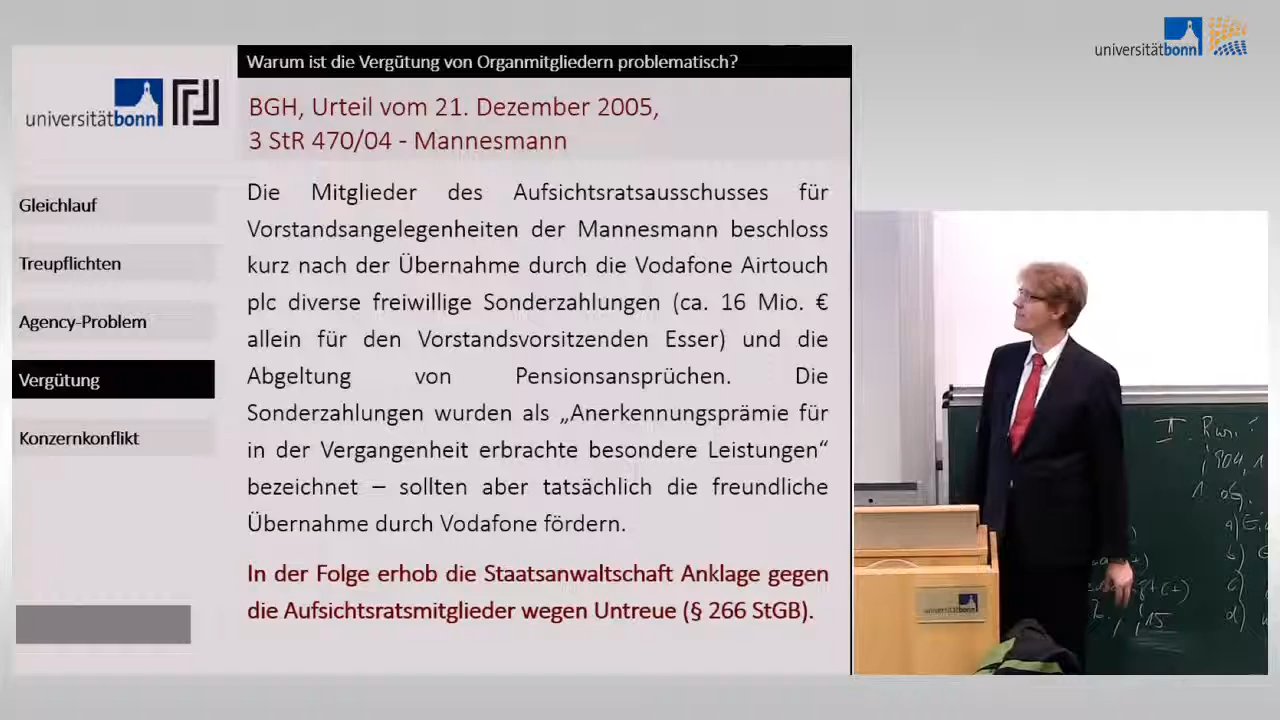 universitätbonn
Warum ist die Vergütung von Organmitgliedern problematisch?
universitätbonn
BGH, Urteil vom 21. Dezember 2005,
3 StR 470/04 - Mannesmann
Gleichlauf
Treupflichten
Agency-Problem
Vergütung
Konzernkonflikt
Die Mitglieder des Aufsichtsratsausschusses für
Vorstandsangelegenheiten der Mannesmann beschloss
kurz nach der Übernahme durch die Vodafone Airtouch
plc diverse freiwillige Sonderzahlungen (ca. 16 Mio. €
allein für den Vorstandsvorsitzenden Esser) und die
Abgeltung von Pensionsansprüchen. Die
Sonderzahlungen wurden als „Anerkennungsprämie für
in der Vergangenheit erbrachte besondere Leistungen“
bezeichnet – sollten aber tatsächlich die freundliche
Übernahme durch Vodafone fördern.
In der Folge erhob die Staatsanwaltschaft Anklage gegen
die Aufsichtsratsmitglieder wegen Untreue (§ 266 StGB).
universitätbonn
II.
1.
a)
b)
c)
d)
15